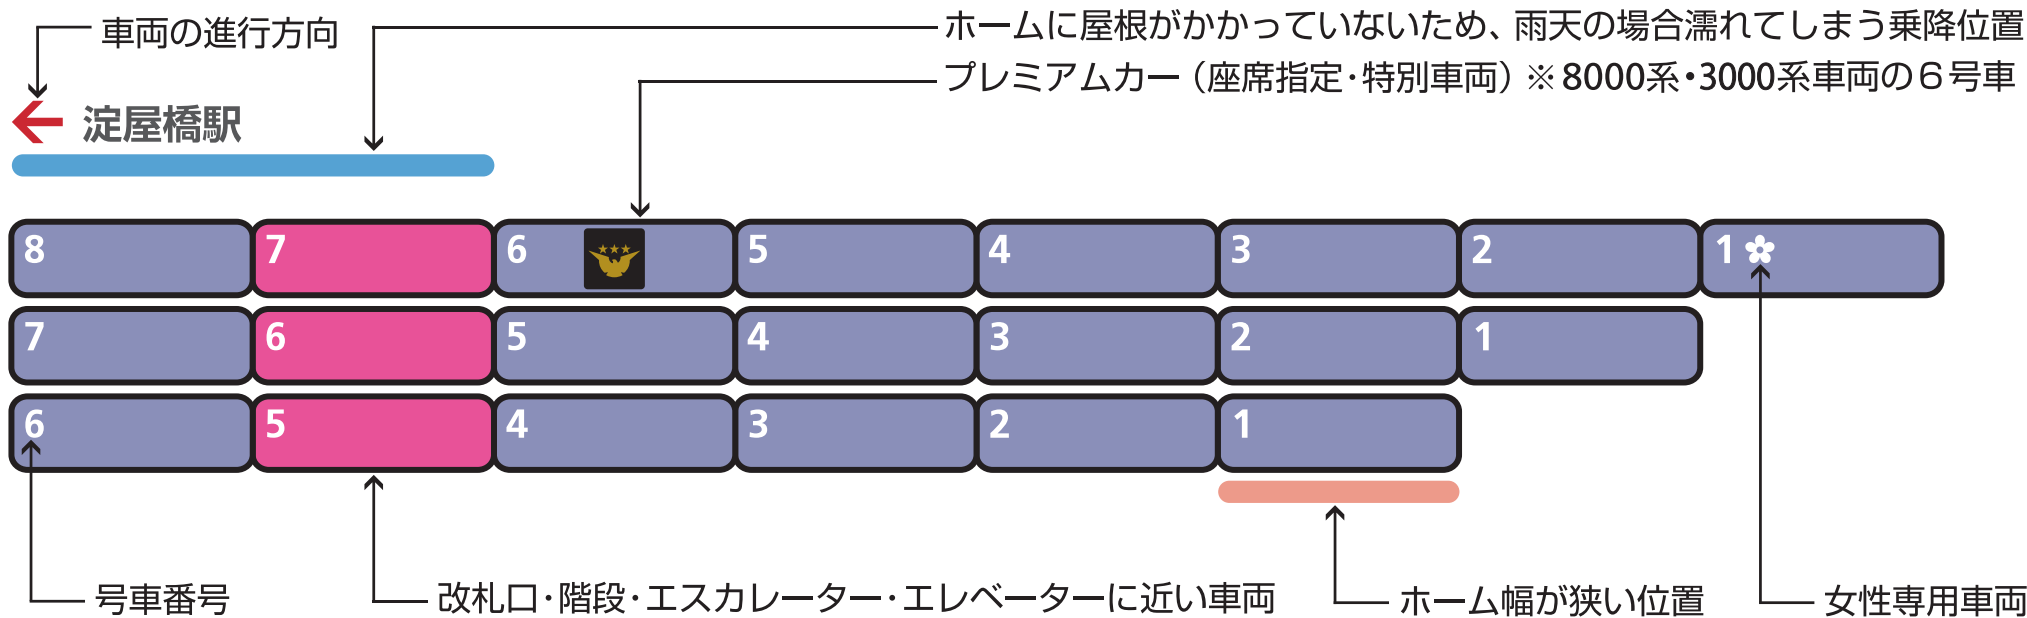 車両の進行方向
ホームに屋根がかかっていないため、雨天の場合濡れてしまう乗降位置
プレミアムカー（座席指定・特別車両）※8000系・3000系車両の６号車
淀屋橋駅
8 7 6 5 4 3 2 1
7 6 5 4 3 2 1
6 5 4 3 2 1
号車番号
改札口・階段・エスカレーター・エレベーターに近い車両
ホーム幅が狭い位置
女性専用車両